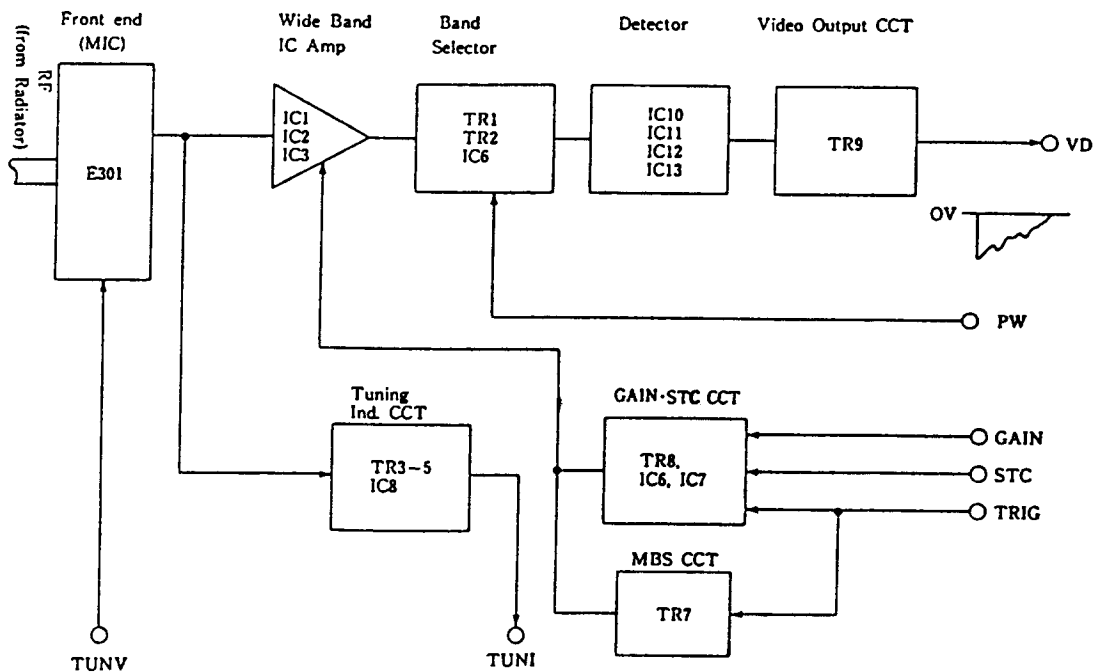 Front end
(MIC)
Wide Band
IC Amp
Band
Selector
Detector
Video Output CCT
RF
(from Radiator)
E301
IC1
IC2
IC3
TR1
TR2
IC6
IC10
IC11
IC12
IC13
TR9
VD
OV
PW
Tuning
Ind. CCT
TR3~5
IC8
GAIN·STC CCT
TR8,
IC6, IC7
GAIN
STC
TRIG
MBS CCT
TR7
TUNV
TUNI